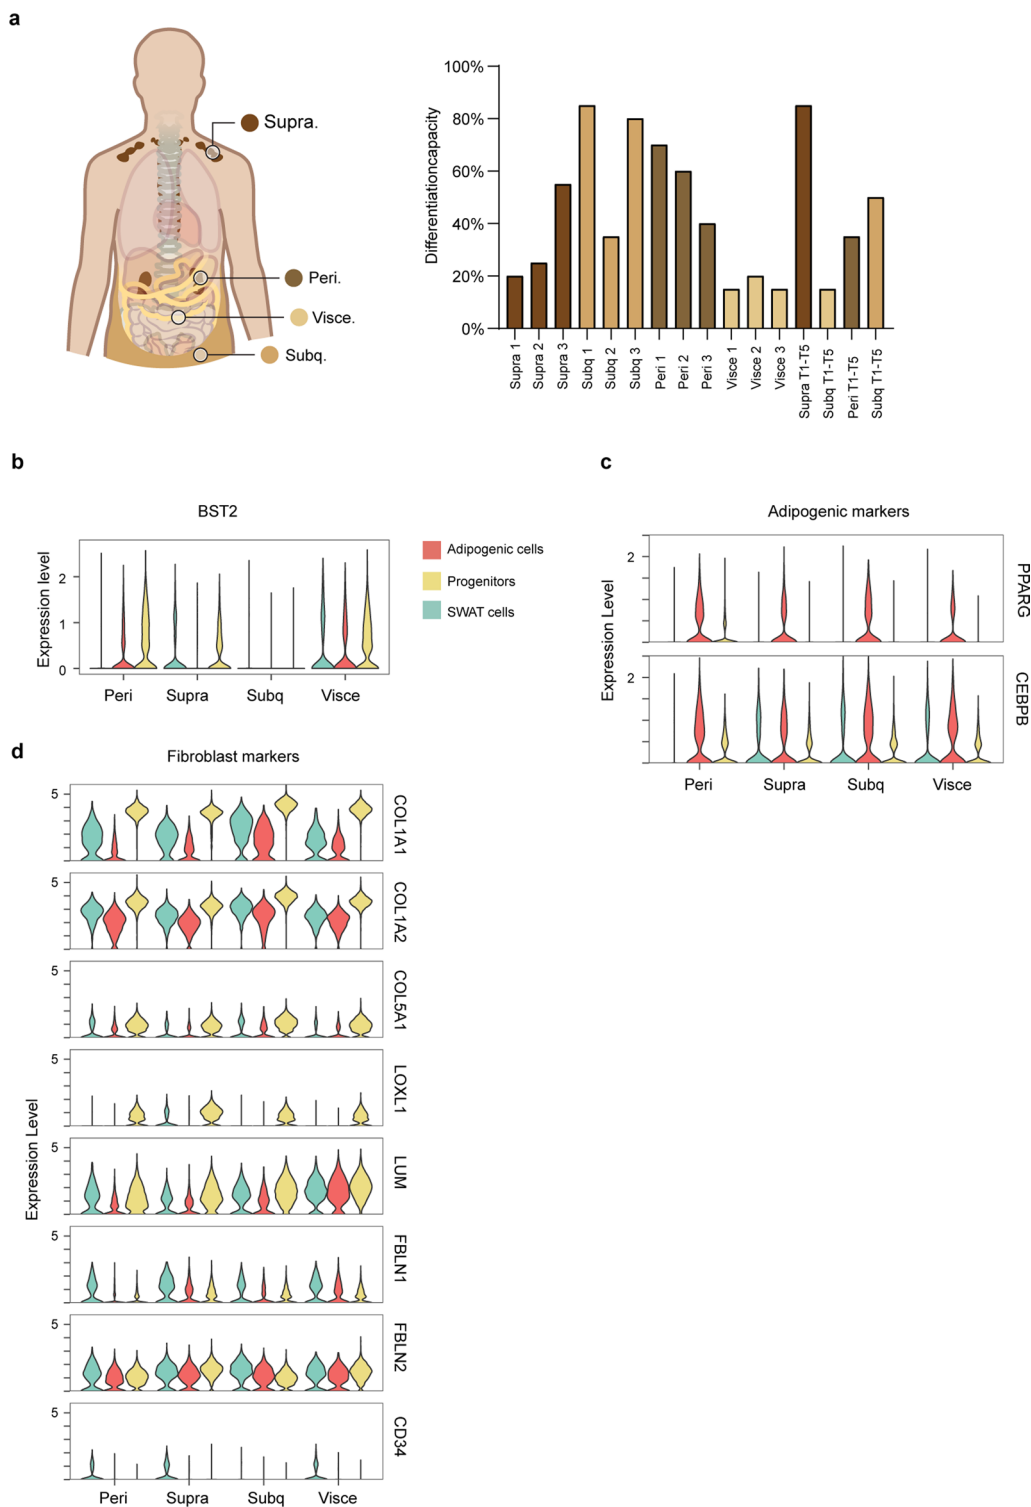 a
Supra.
Peri.
Visce.
Subq.
Differentiationcapacity
100%
80%
60%
40%
20%
0%
Supra 1
Supra 2
Supra 3
Subq 1
Subq 2
Subq 3
Peri 1
Peri 2
Peri 3
Visce 1
Visce 2
Visce 3
Supra T1-T5
Subq T1-T5
Peri T1-T5
Subq T1-T5
b
BST2
Expression level
2
1
0
Peri
Supra
Subq
Visce
Adipogenic cells
Progenitors
SWAT cells
c
Adipogenic markers
Expression Level
2
PPARG
2
CEBPB
Peri
Supra
Subq
Visce
d
Fibroblast markers
Expression Level
5
COL1A1
5
COL1A2
5
COL5A1
5
LOXL1
5
LUM
5
FBLN1
5
FBLN2
5
CD34
Peri
Supra
Subq
Visce